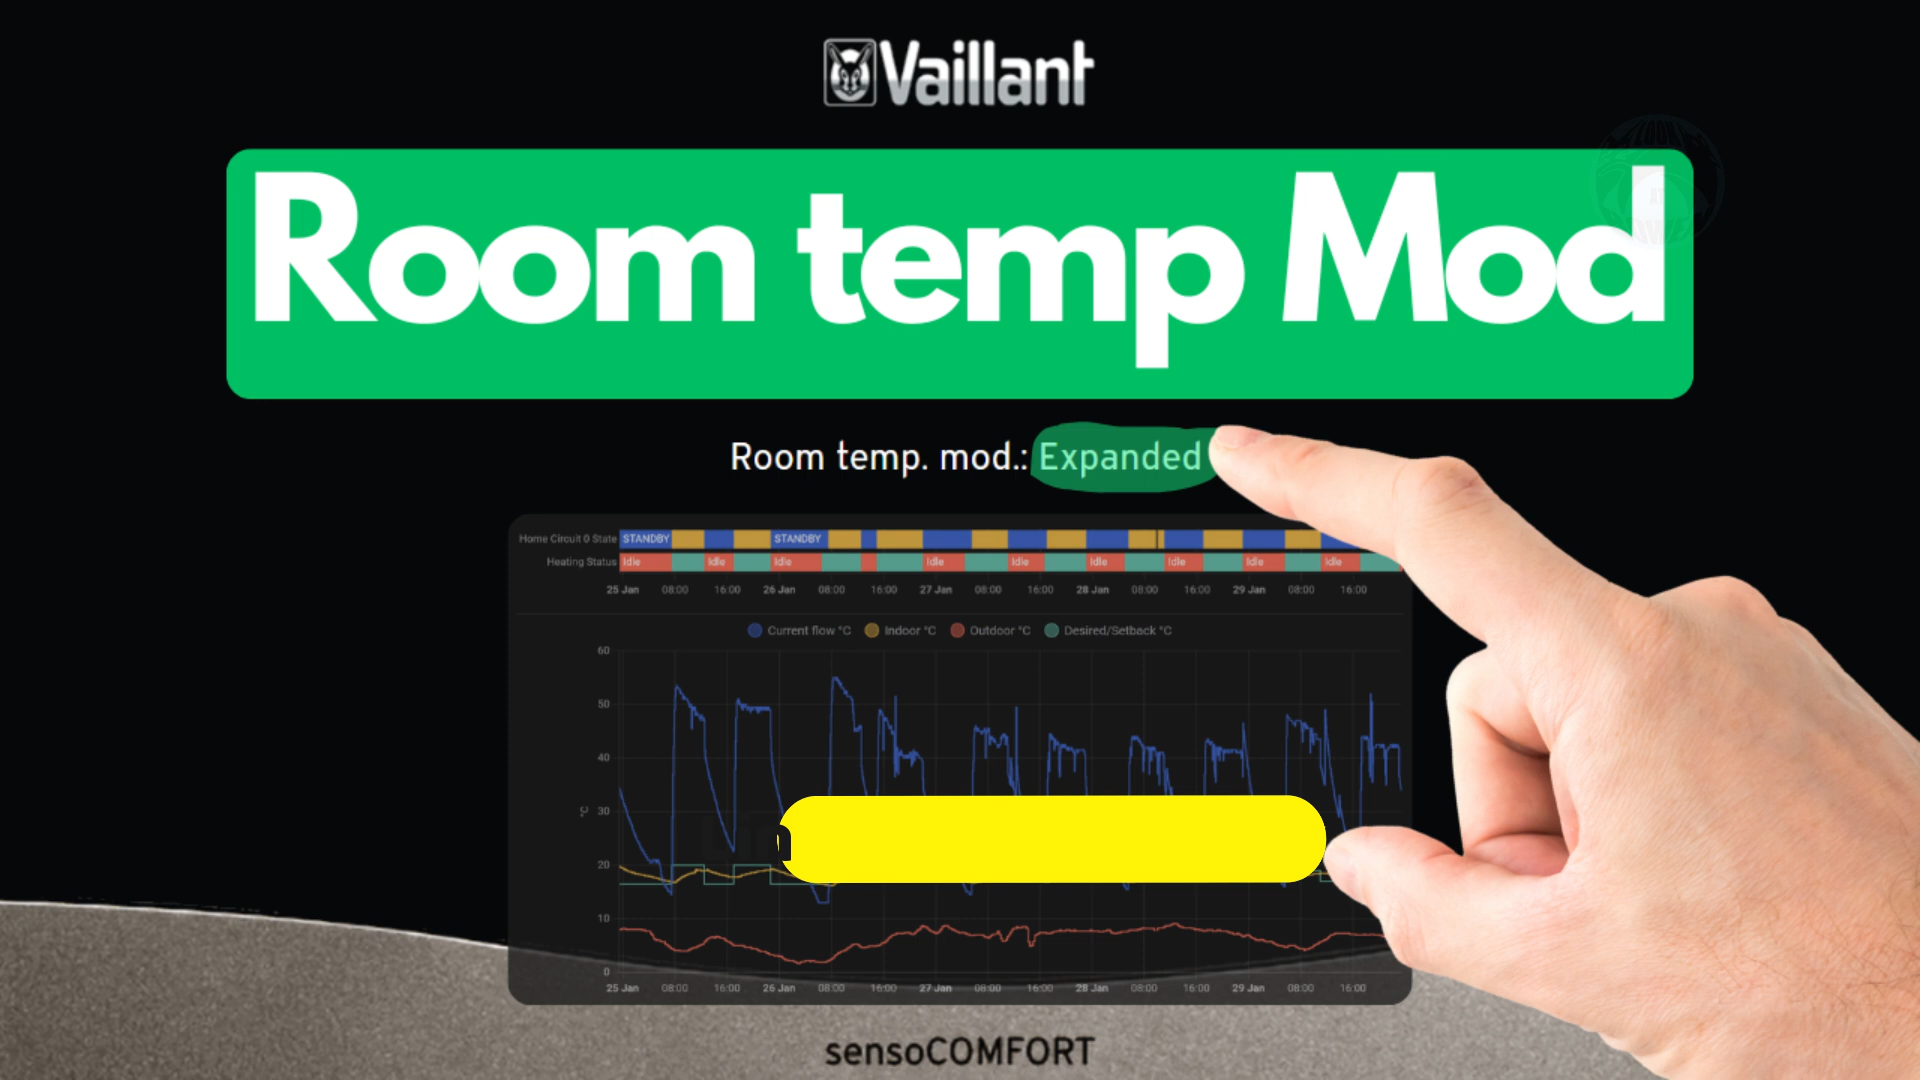 Vaillant
Room temp Mod
Room temp. mod.: Expanded
Home Circuit 0 State STANDBY STANDBY
Heating Status Idle Idle Idle Idle Idle Idle Idle Idle Idle
25 Jan 08:00 16:00 26 Jan 08:00 16:00 27 Jan 08:00 16:00 28 Jan 08:00 16:00 29 Jan 08:00 16:00
Current flow °C Indoor °C Outdoor °C Desired/Setback °C
60
50
40
°C
30
20
10
0
25 Jan 08:00 16:00 26 Jan 08:00 16:00 27 Jan 08:00 16:00 28 Jan 08:00 16:00 29 Jan 08:00 16:00
sensoCOMFORT